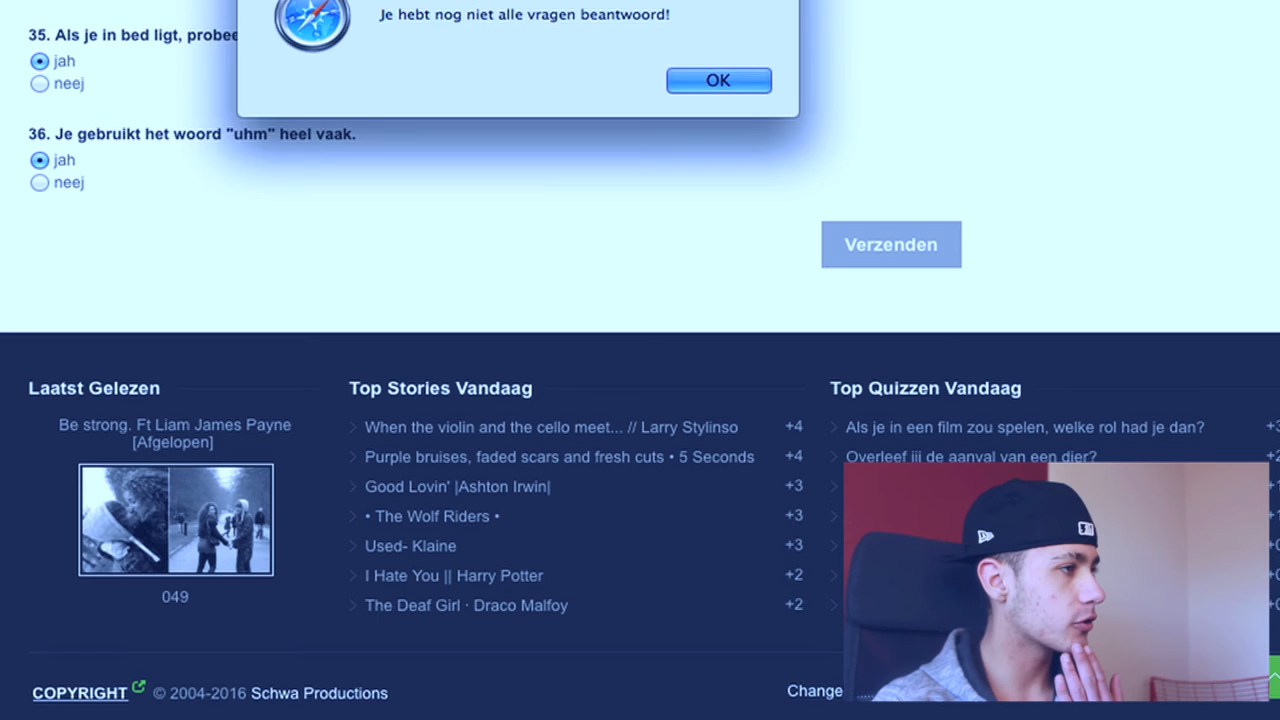 Je hebt nog niet alle vragen beantwoord!
OK
35. Als je in bed ligt, probee
jah
neej
36. Je gebruikt het woord "uhm" heel vaak.
jah
neej
Verzenden
Laatst Gelezen
Be strong. Ft Liam James Payne
[Afgelopen]
049
Top Stories Vandaag
When the violin and the cello meet... // Larry Stylinso +4
Purple bruises, faded scars and fresh cuts • 5 Seconds +4
Good Lovin' |Ashton Irwin| +3
• The Wolf Riders • +3
Used- Klaine +3
I Hate You || Harry Potter +2
The Deaf Girl · Draco Malfoy +2
Top Quizzen Vandaag
Als je in een film zou spelen, welke rol had je dan?
Overleef jij de aanval van een dier?
COPYRIGHT © 2004-2016 Schwa Productions
Change